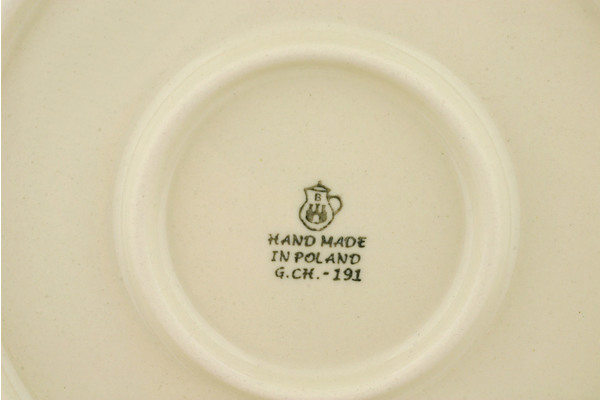 B
HAND MADE
IN POLAND
G.CH.-191